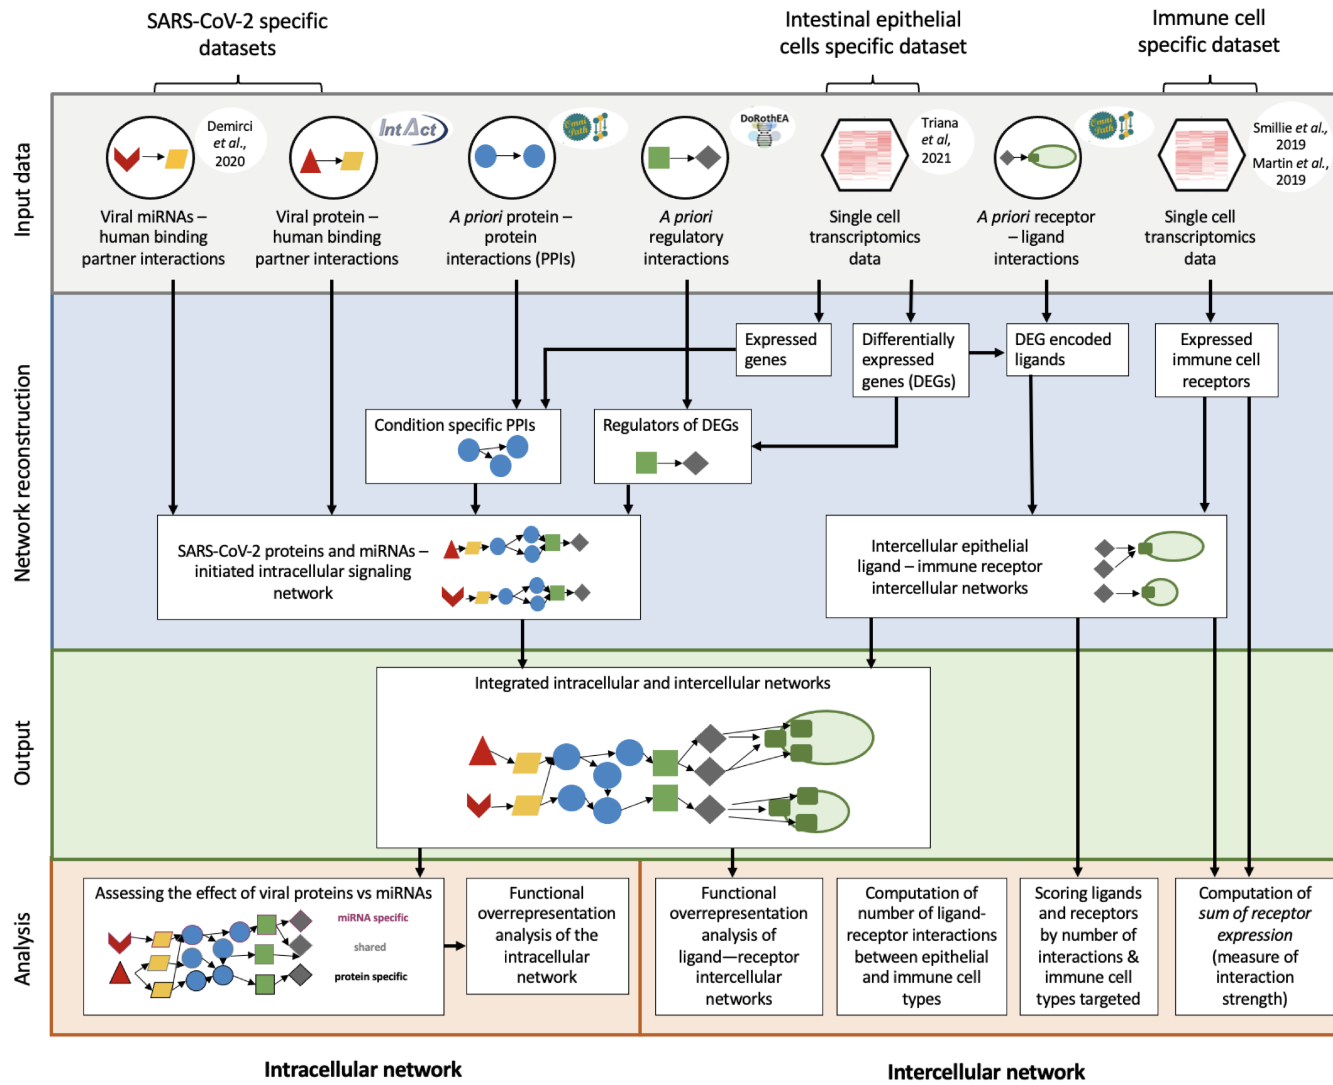 SARS-CoV-2 specific
datasets
Intestinal epithelial
cells specific dataset
Immune cell
specific dataset
Input data
Demirci
et al.,
2020
IntAct
Omni
Path
DoRothEA
Triana
et al,
2021
Omni
Path
Smillie et al.,
2019
Martin et al.,
2019
Viral miRNAs –
human binding
partner interactions
Viral protein –
human binding
partner interactions
A priori protein –
protein
interactions (PPIs)
A priori
regulatory
interactions
Single cell
transcriptomics
data
A priori receptor
– ligand
interactions
Single cell
transcriptomics
data
Network reconstruction
Expressed
genes
Differentially
expressed
genes (DEGs)
DEG encoded
ligands
Expressed
immune cell
receptors
Condition specific PPIs
Regulators of DEGs
SARS-CoV-2 proteins and miRNAs –
initiated intracellular signaling
network
Intercellular epithelial
ligand – immune receptor
intercellular networks
Output
Integrated intracellular and intercellular networks
Analysis
Assessing the effect of viral proteins vs miRNAs
miRNA specific
shared
protein specific
Functional
overrepresentation
analysis of the
intracellular
network
Functional
overrepresentation
analysis of
ligand—receptor
intercellular
networks
Computation of
number of ligand-
receptor interactions
between epithelial
and immune cell
types
Scoring ligands
and receptors
by number of
interactions &
immune cell
types targeted
Computation of
sum of receptor
expression
(measure of
interaction
strength)
Intracellular network
Intercellular network